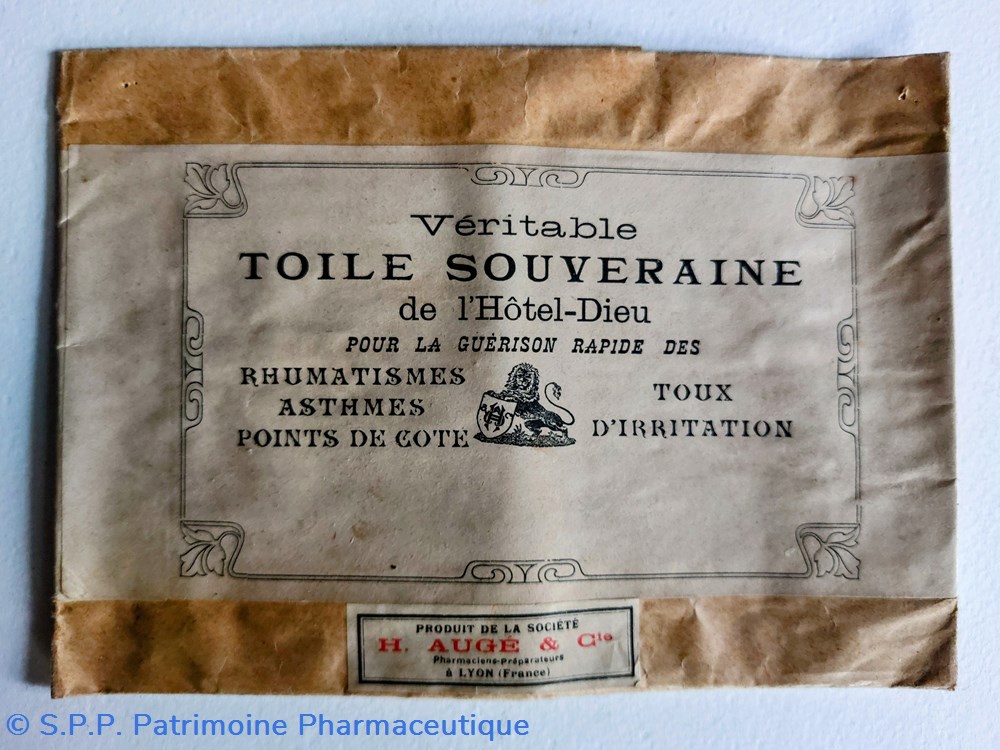 Véritable
TOILE SOUVERAINE
de l'Hôtel-Dieu
POUR LA GUÉRISON RAPIDE DES
RHUMATISMES
ASTHMES
POINTS DE COTE
TOUX
D'IRRITATION
PRODUIT DE LA SOCIÉTÉ
H. AUGÉ & Cie
Pharmaciens-Préparateurs
à LYON (France)
© S.P.P. Patrimoine Pharmaceutique